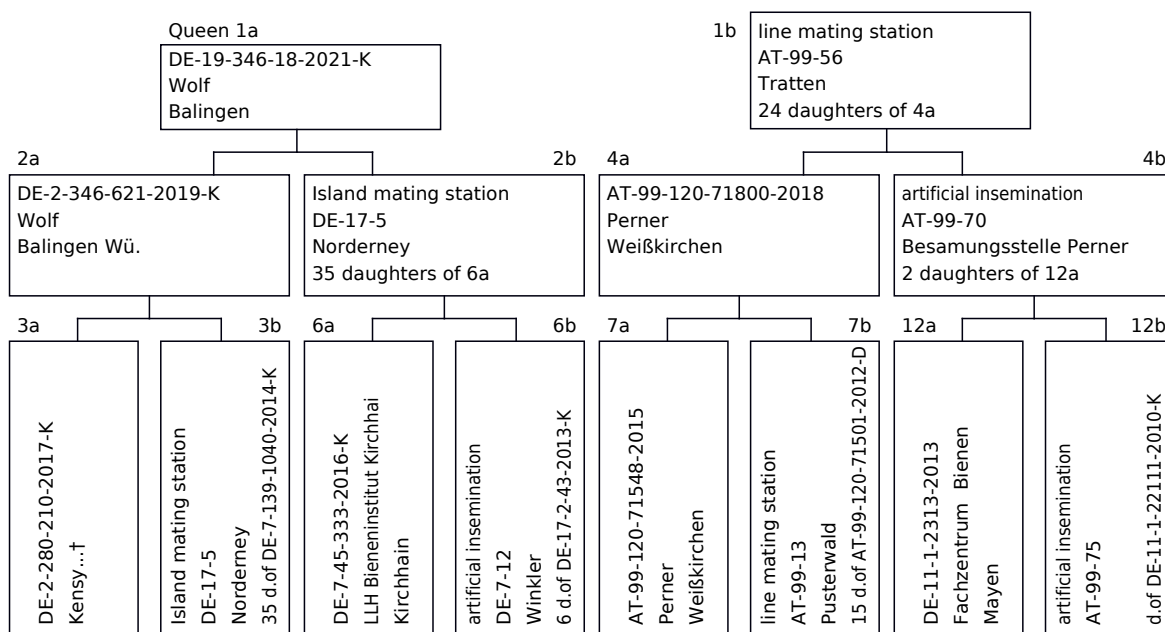 Queen 1a
DE-19-346-18-2021-K
Wolf
Balingen
1b
line mating station
AT-99-56
Tratten
24 daughters of 4a
2a
DE-2-346-621-2019-K
Wolf
Balingen Wü.
2b
Island mating station
DE-17-5
Norderney
35 daughters of 6a
4a
AT-99-120-71800-2018
Perner
Weißkirchen
4b
artificial insemination
AT-99-70
Besamungsstelle Perner
2 daughters of 12a
3a
DE-2-280-210-2017-K
Kensy...†
3b
Island mating station
DE-17-5
Norderney
35 d.of DE-7-139-1040-2014-K
6a
DE-7-45-333-2016-K
LLH Bieneninstitut Kirchhai
Kirchhain
6b
artificial insemination
DE-7-12
Winkler
6 d.of DE-17-2-43-2013-K
7a
AT-99-120-71548-2015
Perner
Weißkirchen
7b
line mating station
AT-99-13
Pusterwald
15 d.of AT-99-120-71501-2012-D
12a
DE-11-1-2313-2013
Fachzentrum Bienen
Mayen
12b
artificial insemination
AT-99-75
d.of DE-11-1-22111-2010-K